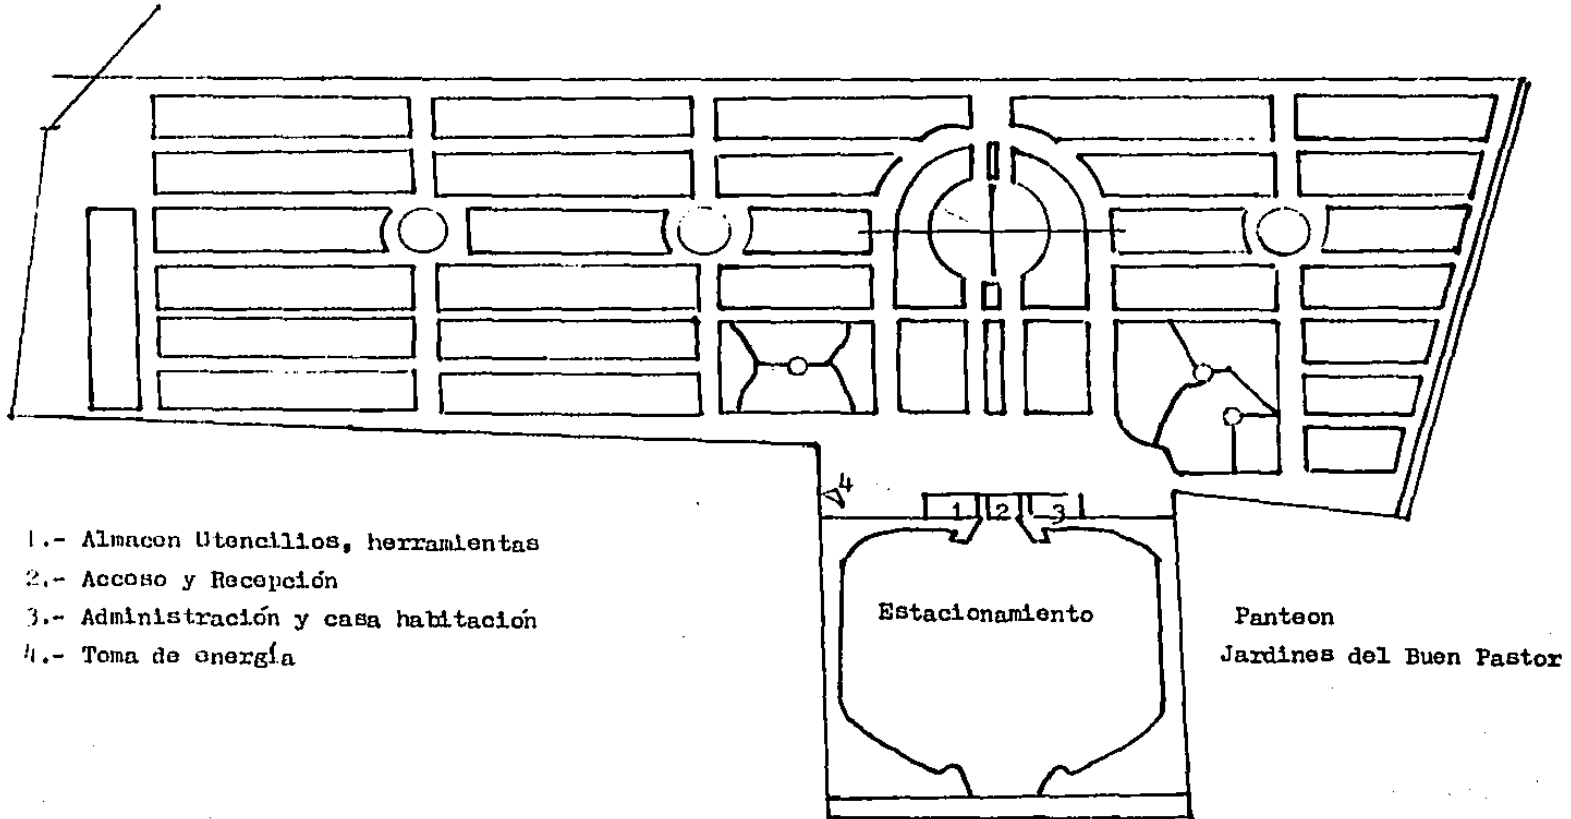 4
1 2 3
1.- Almacen Utencilios, herramientas
2.- Acceso y Recepción
3.- Administración y casa habitación
4.- Toma de energía
Estacionamiento
Panteon
Jardines del Buen Pastor